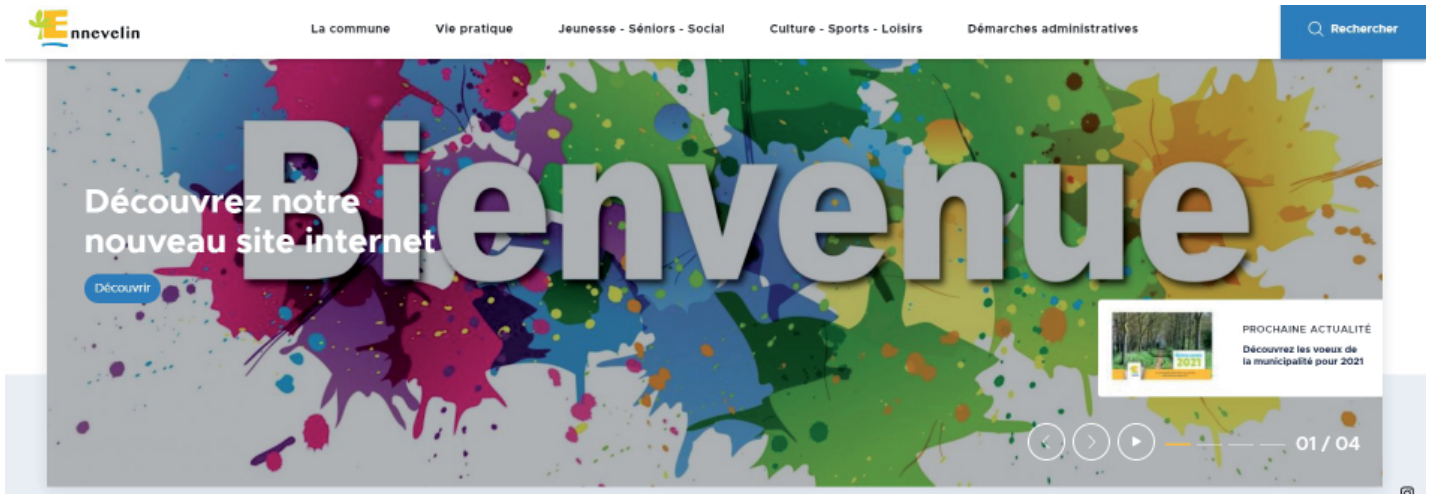 Ennevelin
La commune
Vie pratique
Jeunesse - Séniors - Social
Culture - Sports - Loisirs
Démarches administratives
Rechercher
Bienvenue
Découvrez notre
nouveau site internet
Découvrir
PROCHAINE ACTUALITÉ
Découvrez les voeux de
la municipalité pour 2021
2021
01 / 04